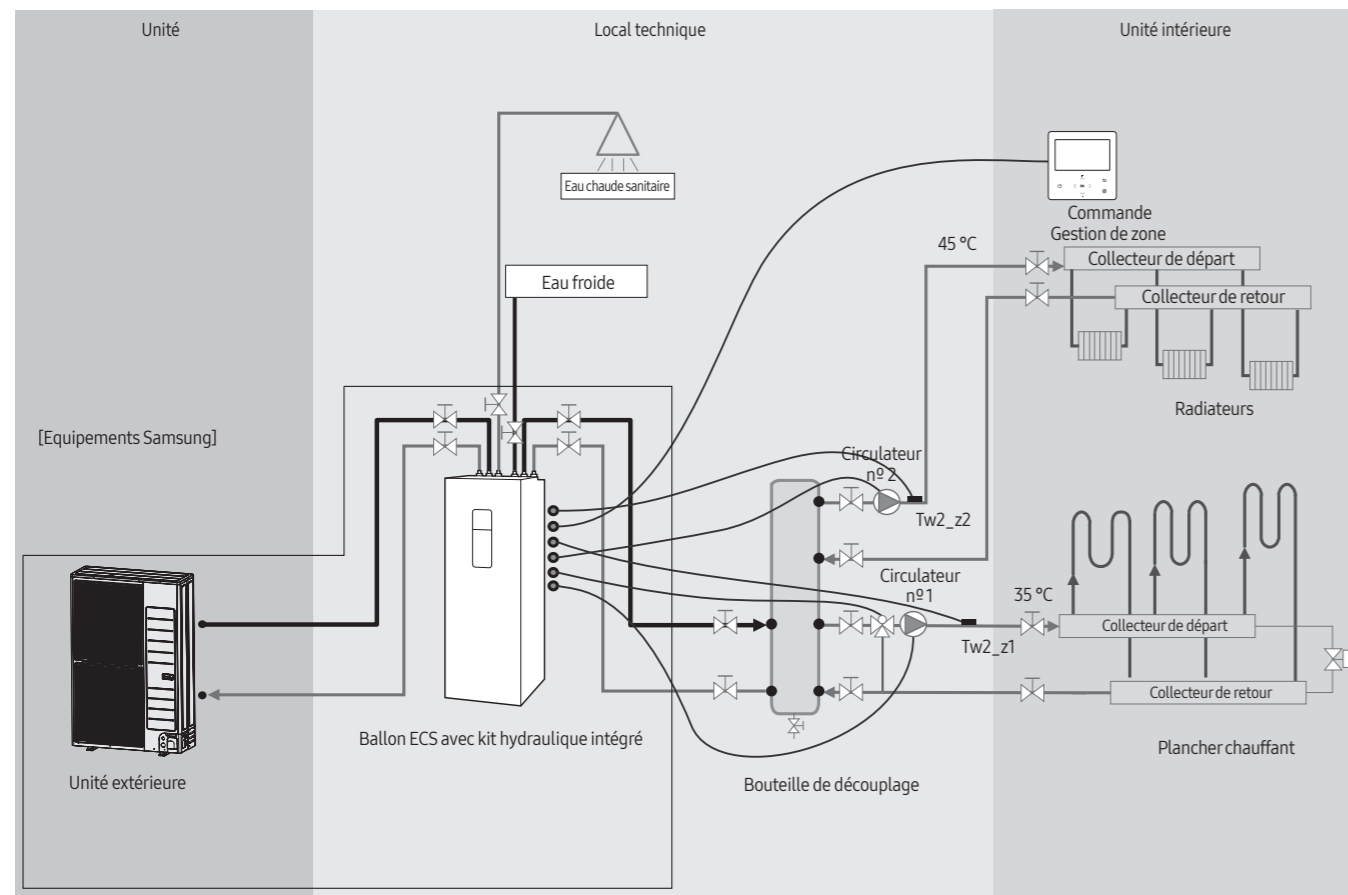 Unité
Local technique
Unité intérieure
Eau chaude sanitaire
Commande
Gestion de zone
45 °C
Collecteur de départ
Eau froide
Collecteur de retour
Radiateurs
[Equipements Samsung]
Circulateur
nº 2
Tw2_z2
Circulateur
nº 1
35 °C
Collecteur de départ
Tw2_z1
Collecteur de retour
Ballon ECS avec kit hydraulique intégré
Plancher chauffant
Unité extérieure
Bouteille de découplage